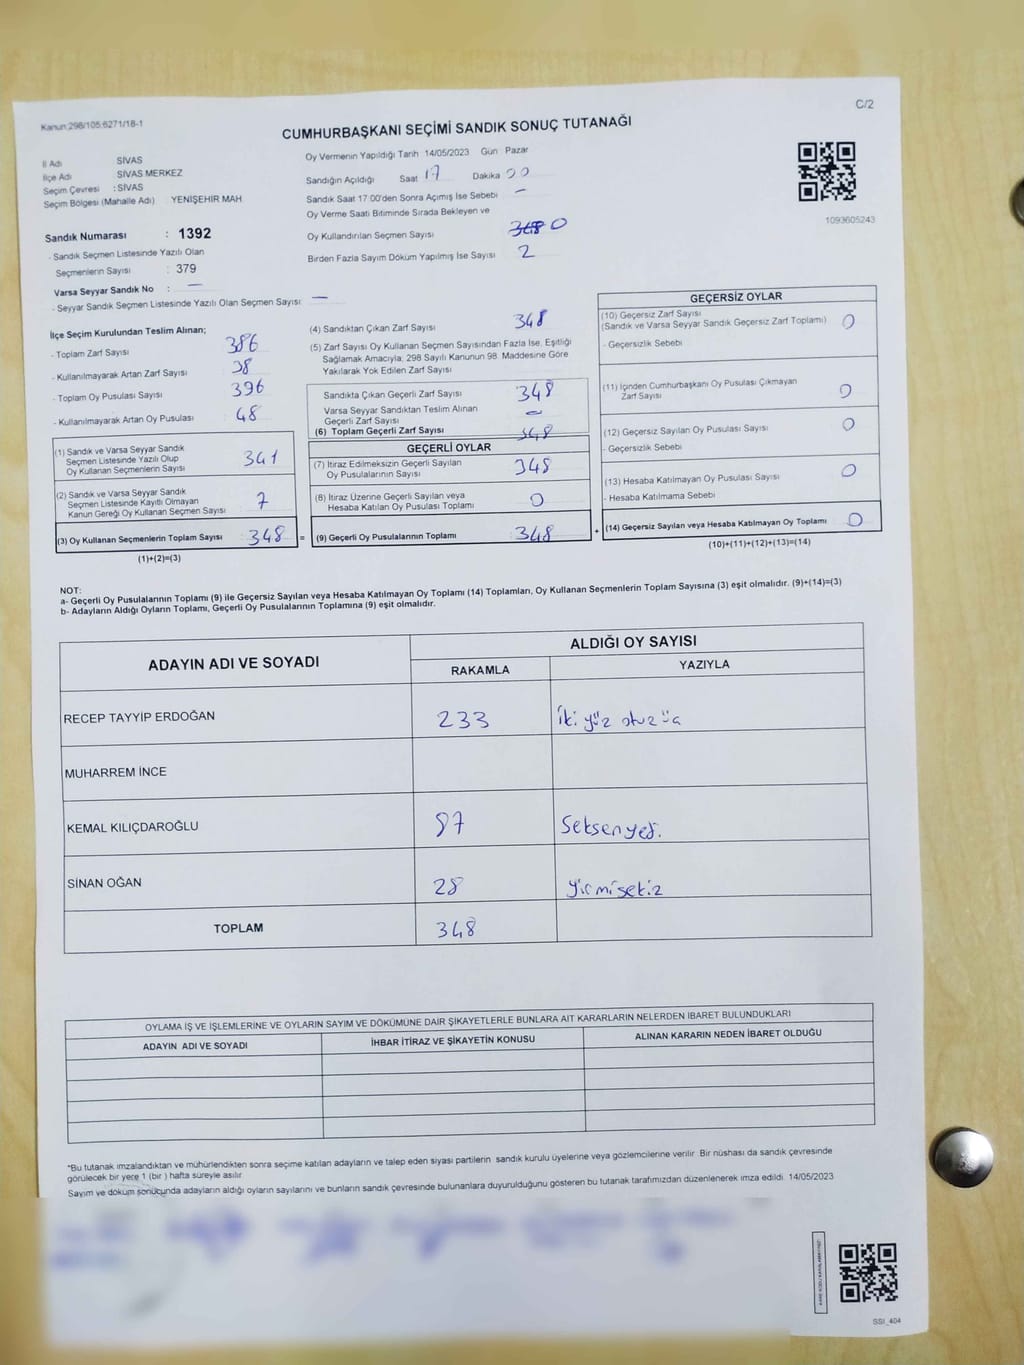 Kanun:298/105;6271/18-1
C/2
CUMHURBAŞKANI SEÇİMİ SANDIK SONUÇ TUTANAĞI
İl Adı SİVAS
İlçe Adı SİVAS MERKEZ
Seçim Çevresi : SİVAS
Seçim Bölgesi (Mahalle Adı) YENİŞEHİR MAH
Sandık Numarası : 1392
- Sandık Seçmen Listesinde Yazılı Olan
Seçmenlerin Sayısı : 379
Varsa Seyyar Sandık No : —
- Seyyar Sandık Seçmen Listesinde Yazılı Olan Seçmen Sayısı: —
Oy Vermenin Yapıldığı Tarih 14/05/2023 Gün Pazar
Sandığın Açıldığı Saat 17 Dakika 00
Sandık Saat 17:00'den Sonra Açımış İse Sebebi —
Oy Verme Saati Bitiminde Sırada Bekleyen ve
Oy Kullandırılan Seçmen Sayısı 348 0
Birden Fazla Sayım Döküm Yapılmış İse Sayısı 2
1093605243
İlçe Seçim Kurulundan Teslim Alınan;
- Toplam Zarf Sayısı 386
- Kullanılmayarak Artan Zarf Sayısı 38
- Toplam Oy Pusulası Sayısı 396
- Kullanılmayarak Artan Oy Pusulası 48
(1) Sandık ve Varsa Seyyar Sandık
Seçmen Listesinde Yazılı Olup
Oy Kullanan Seçmenlerin Sayısı 341
(2) Sandık ve Varsa Seyyar Sandık
Seçmen Listesinde Kayıtlı Olmayan
Kanun Gereği Oy Kullanan Seçmen Sayısı 7
(3) Oy Kullanan Seçmenlerin Toplam Sayısı : 348 =
(1)+(2)=(3)
(4) Sandıktan Çıkan Zarf Sayısı 348
(5) Zarf Sayısı Oy Kullanan Seçmen Sayısından Fazla İse, Eşitliği
Sağlamak Amacıyla; 298 Sayılı Kanunun 98. Maddesine Göre
Yakılarak Yok Edilen Zarf Sayısı
Sandıkta Çıkan Geçerli Zarf Sayısı 348
Varsa Seyyar Sandıktan Teslim Alınan
Geçerli Zarf Sayısı —
(6) Toplam Geçerli Zarf Sayısı 348
GEÇERLİ OYLAR
(7) İtiraz Edilmeksizin Geçerli Sayılan
Oy Pusulalarının Sayısı 348
(8) İtiraz Üzerine Geçerli Sayılan veya
Hesaba Katılan Oy Pusulası Toplamı 0
(9) Geçerli Oy Pusulalarının Toplamı 348 +
GEÇERSİZ OYLAR
(10) Geçersiz Zarf Sayısı
(Sandık ve Varsa Seyyar Sandık Geçersiz Zarf Toplamı) 0
- Geçersizlik Sebebi
(11) İçinden Cumhurbaşkanı Oy Pusulası Çıkmayan
Zarf Sayısı 0
(12) Geçersiz Sayılan Oy Pusulası Sayısı 0
- Geçersizlik Sebebi
(13) Hesaba Katılmayan Oy Pusulası Sayısı 0
- Hesaba Katılmama Sebebi
(14) Geçersiz Sayılan veya Hesaba Katılmayan Oy Toplamı 0
(10)+(11)+(12)+(13)=(14)
NOT:
a- Geçerli Oy Pusulalarının Toplamı (9) ile Geçersiz Sayılan veya Hesaba Katılmayan Oy Toplamı (14) Toplamları, Oy Kullanan Seçmenlerin Toplam Sayısına (3) eşit olmalıdır. (9)+(14)=(3)
b- Adayların Aldığı Oyların Toplamı, Geçerli Oy Pusulalarının Toplamına (9) eşit olmalıdır.
ADAYIN ADI VE SOYADI
ALDIĞI OY SAYISI
RAKAMLA YAZIYLA
RECEP TAYYİP ERDOĞAN 233 İki yüz otuz üç
MUHARREM İNCE
KEMAL KILIÇDAROĞLU 87 Seksenyedi
SİNAN OĞAN 28 yirmisekiz
TOPLAM 348
OYLAMA İŞ VE İŞLEMLERİNE VE OYLARIN SAYIM VE DÖKÜMÜNE DAİR ŞİKAYETLERLE BUNLARA AİT KARARLARIN NELERDEN İBARET BULUNDUKLARI
ADAYIN ADI VE SOYADI İHBAR İTİRAZ VE ŞİKAYETİN KONUSU ALINAN KARARIN NEDEN İBARET OLDUĞU
*Bu tutanak imzalandıktan ve mühürlendikten sonra seçime katılan adayların ve talep eden siyasi partilerin sandık kurulu üyelerine veya gözlemcilerine verilir. Bir nüshası da sandık çevresinde
görülecek bir yere 1 (bir ) hafta süreyle asılır.
Sayım ve döküm sonucunda adayların aldığı oyların sayılarını ve bunların sandık çevresinde bulunanlara duyurulduğunu gösteren bu tutanak tarafımızdan düzenlenerek imza edildi. 14/05/2023
SSI_404